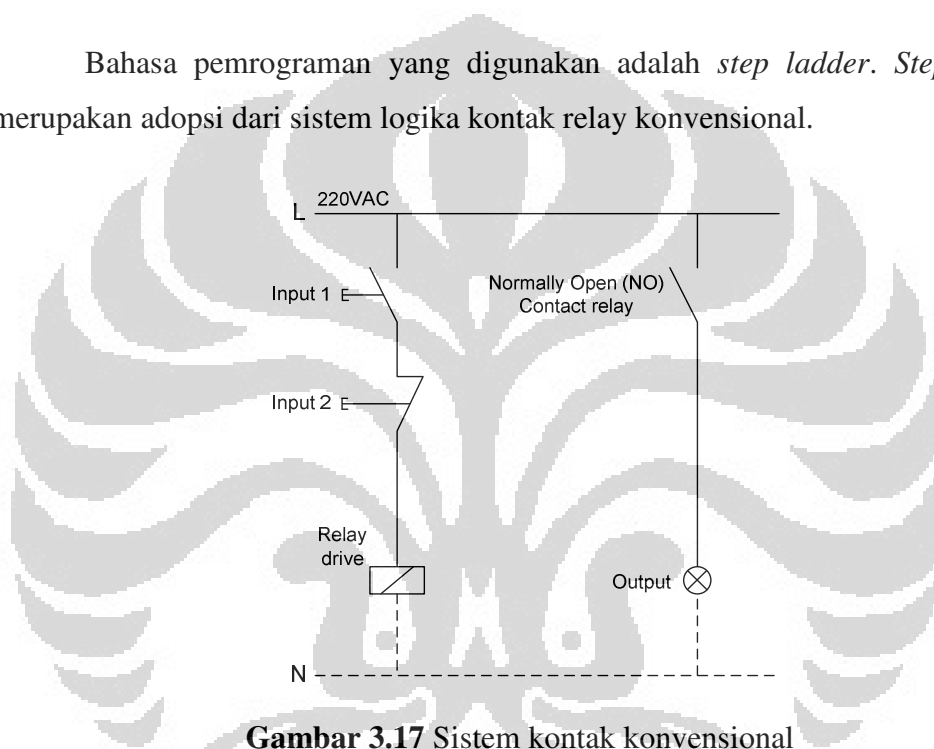 Bahasa pemrograman yang digunakan adalah step ladder. Step
merupakan adopsi dari sistem logika kontak relay konvensional.
L 220VAC
Input 1
Normally Open (NO)
Contact relay
Input 2
Relay
drive
Output
N
Gambar 3.17 Sistem kontak konvensional